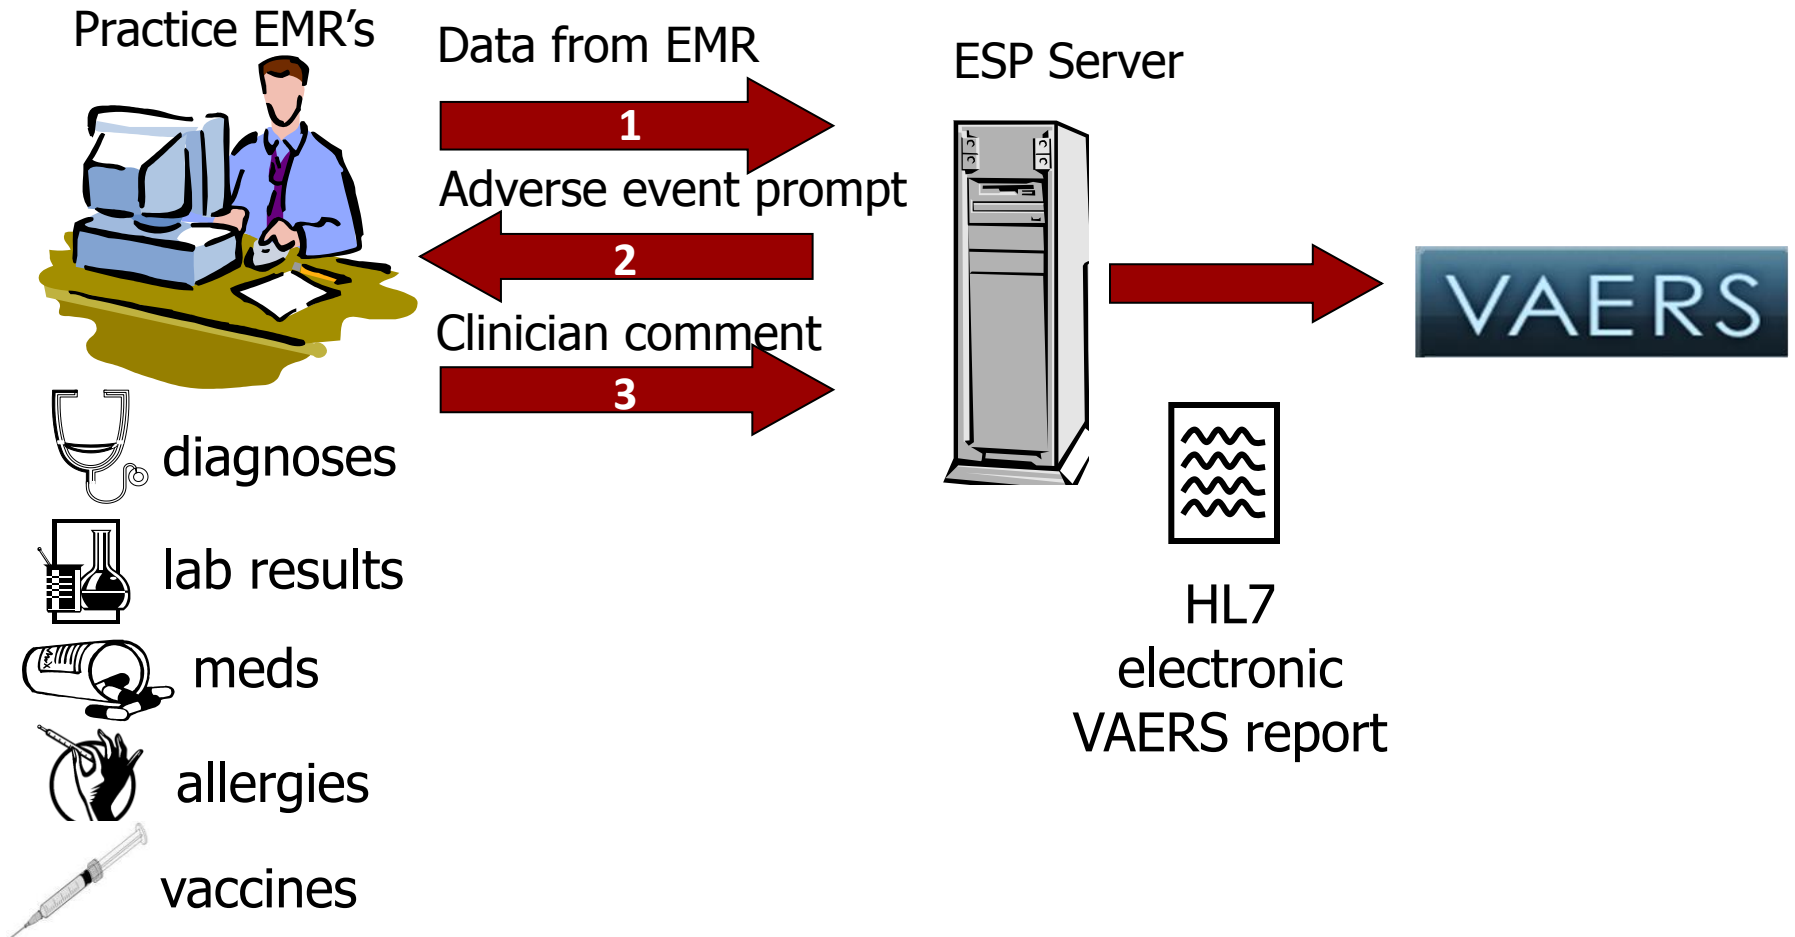 Practice EMR's
Data from EMR
1
Adverse event prompt
2
Clinician comment
3
ESP Server
VAERS
diagnoses
lab results
meds
allergies
vaccines
HL7
electronic
VAERS report